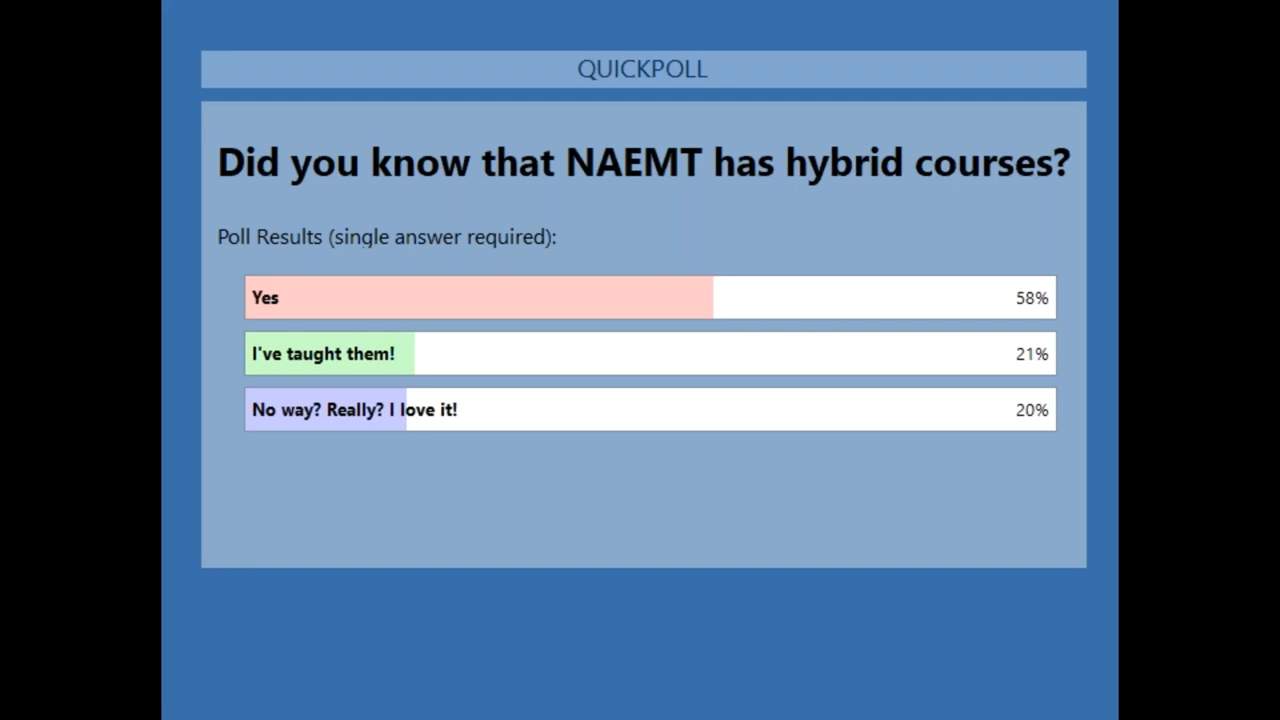 QUICKPOLL
Did you know that NAEMT has hybrid courses?
Poll Results (single answer required):
Yes 58%
I've taught them! 21%
No way? Really? I love it! 20%